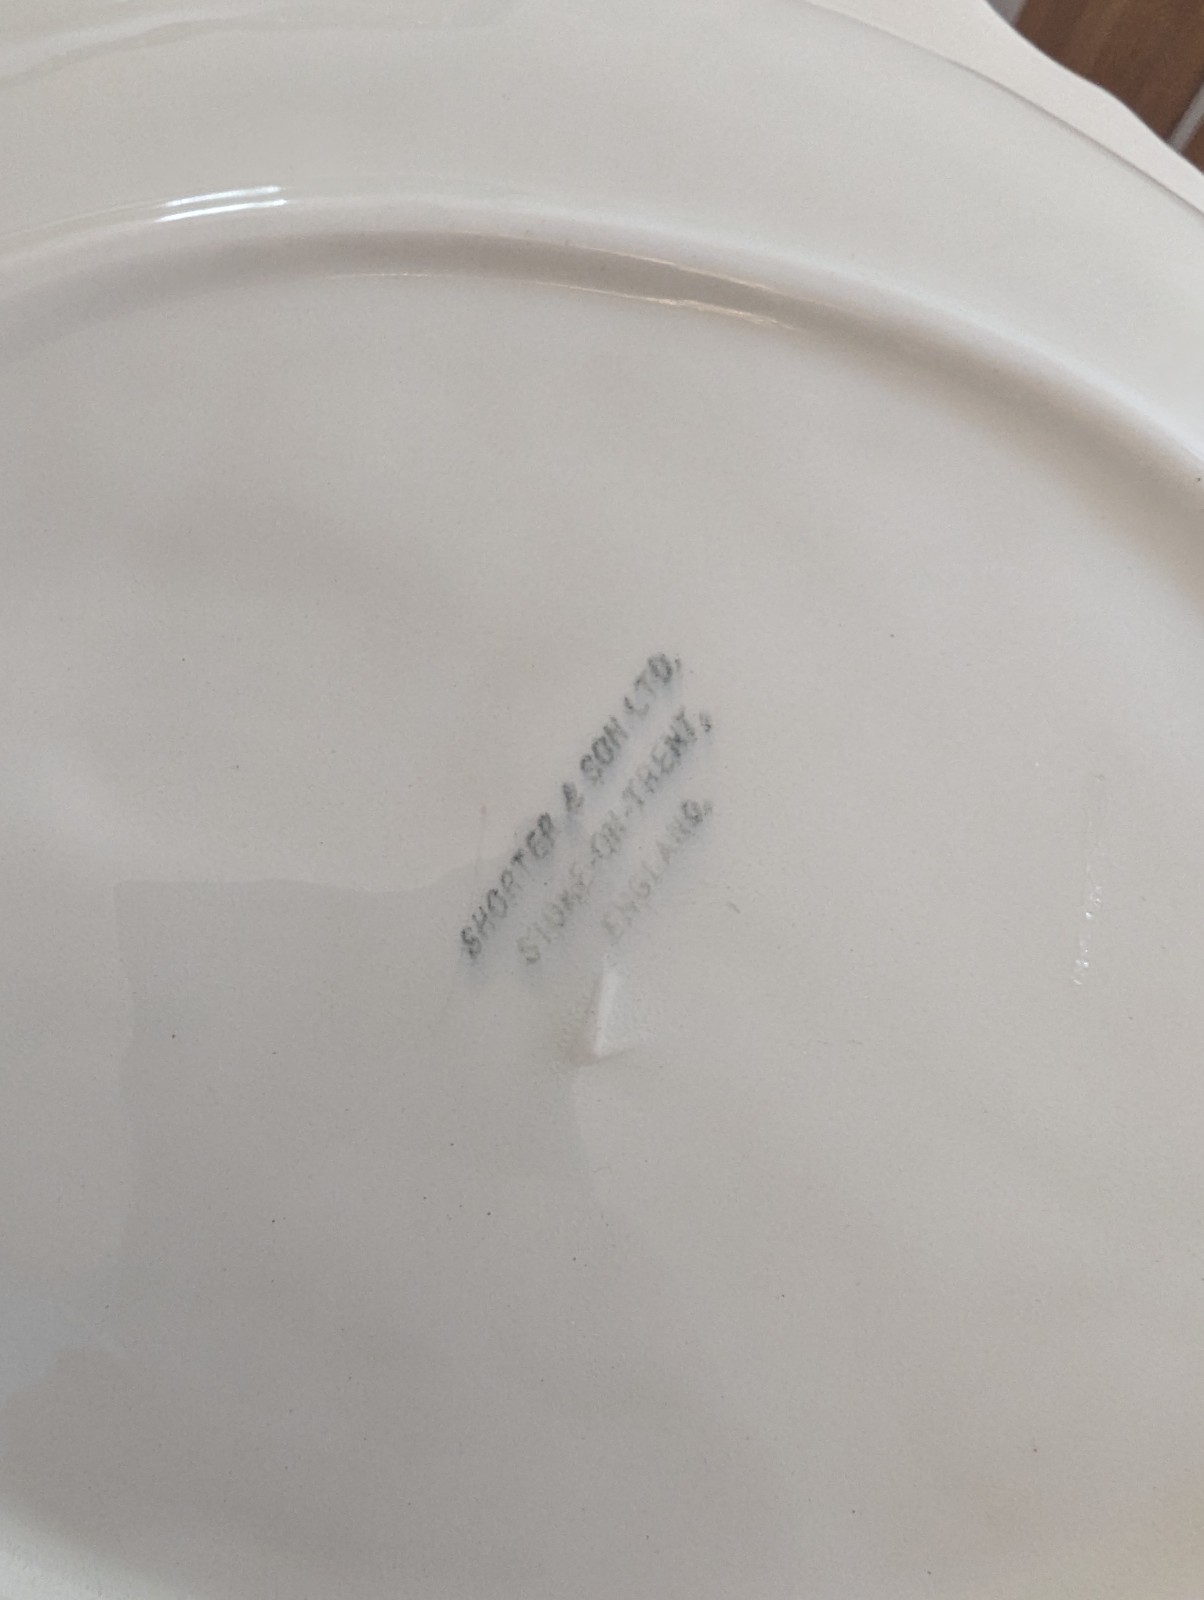 SHORTER & SON LTD.
STOKE-ON-TRENT,
ENGLAND.